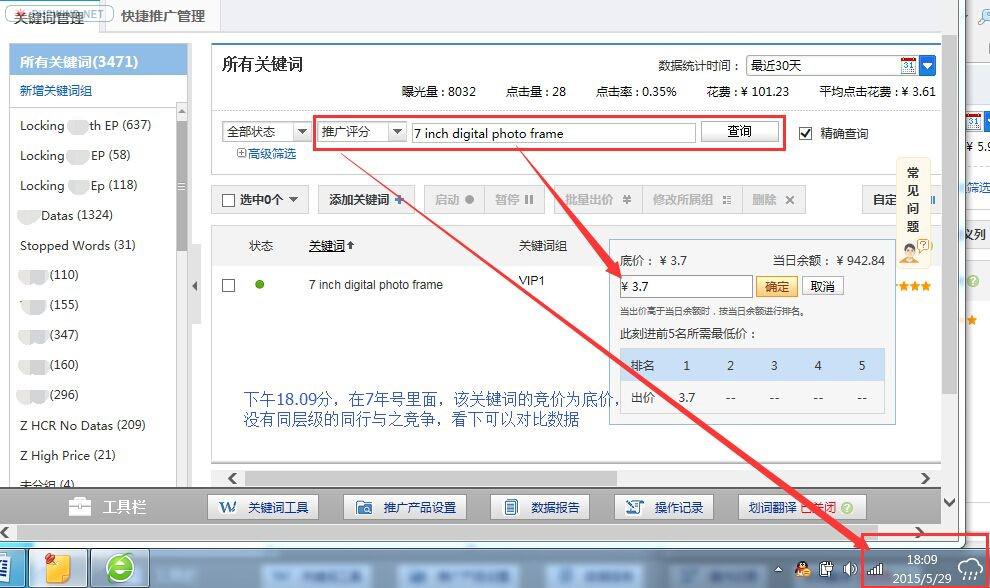 关键词管理 快捷推广管理
所有关键词(3471)
新增关键词组
Locking th EP (637)
Locking EP (58)
Locking Ep (118)
Datas (1324)
Stopped Words (31)
(110)
(155)
(347)
(160)
(296)
Z HCR No Datas (209)
Z High Price (21)
未分组 (4)
所有关键词
数据统计时间： 最近30天 31
曝光量：8032 点击量：28 点击率：0.35% 花费：¥ 101.23 平均点击花费：¥ 3.61
全部状态 推广评分 7 inch digital photo frame 查询 精确查询
高级筛选
选中0个 添加关键词 启动 暂停 批量出价 ¥ 修改所属组 删除 自定
状态 关键词 关键词组
7 inch digital photo frame VIP1
底价：¥ 3.7 当日余额：¥ 942.84
¥ 3.7 确定 取消
当出价高于当日余额时，按当日余额进行排名。
此刻进前5名所需最低价：
排名 1 2 3 4 5
出价 3.7 -- -- -- --
常见问题
下午18.09分，在7年号里面，该关键词的竞价为底价，
没有同层级的同行与之竞争，看下可以对比数据
31
¥ 5.9
筛选
义列
工具栏 关键词工具 推广产品设置 数据报告 操作记录 划词翻译 已关闭
18:09
2015/5/29